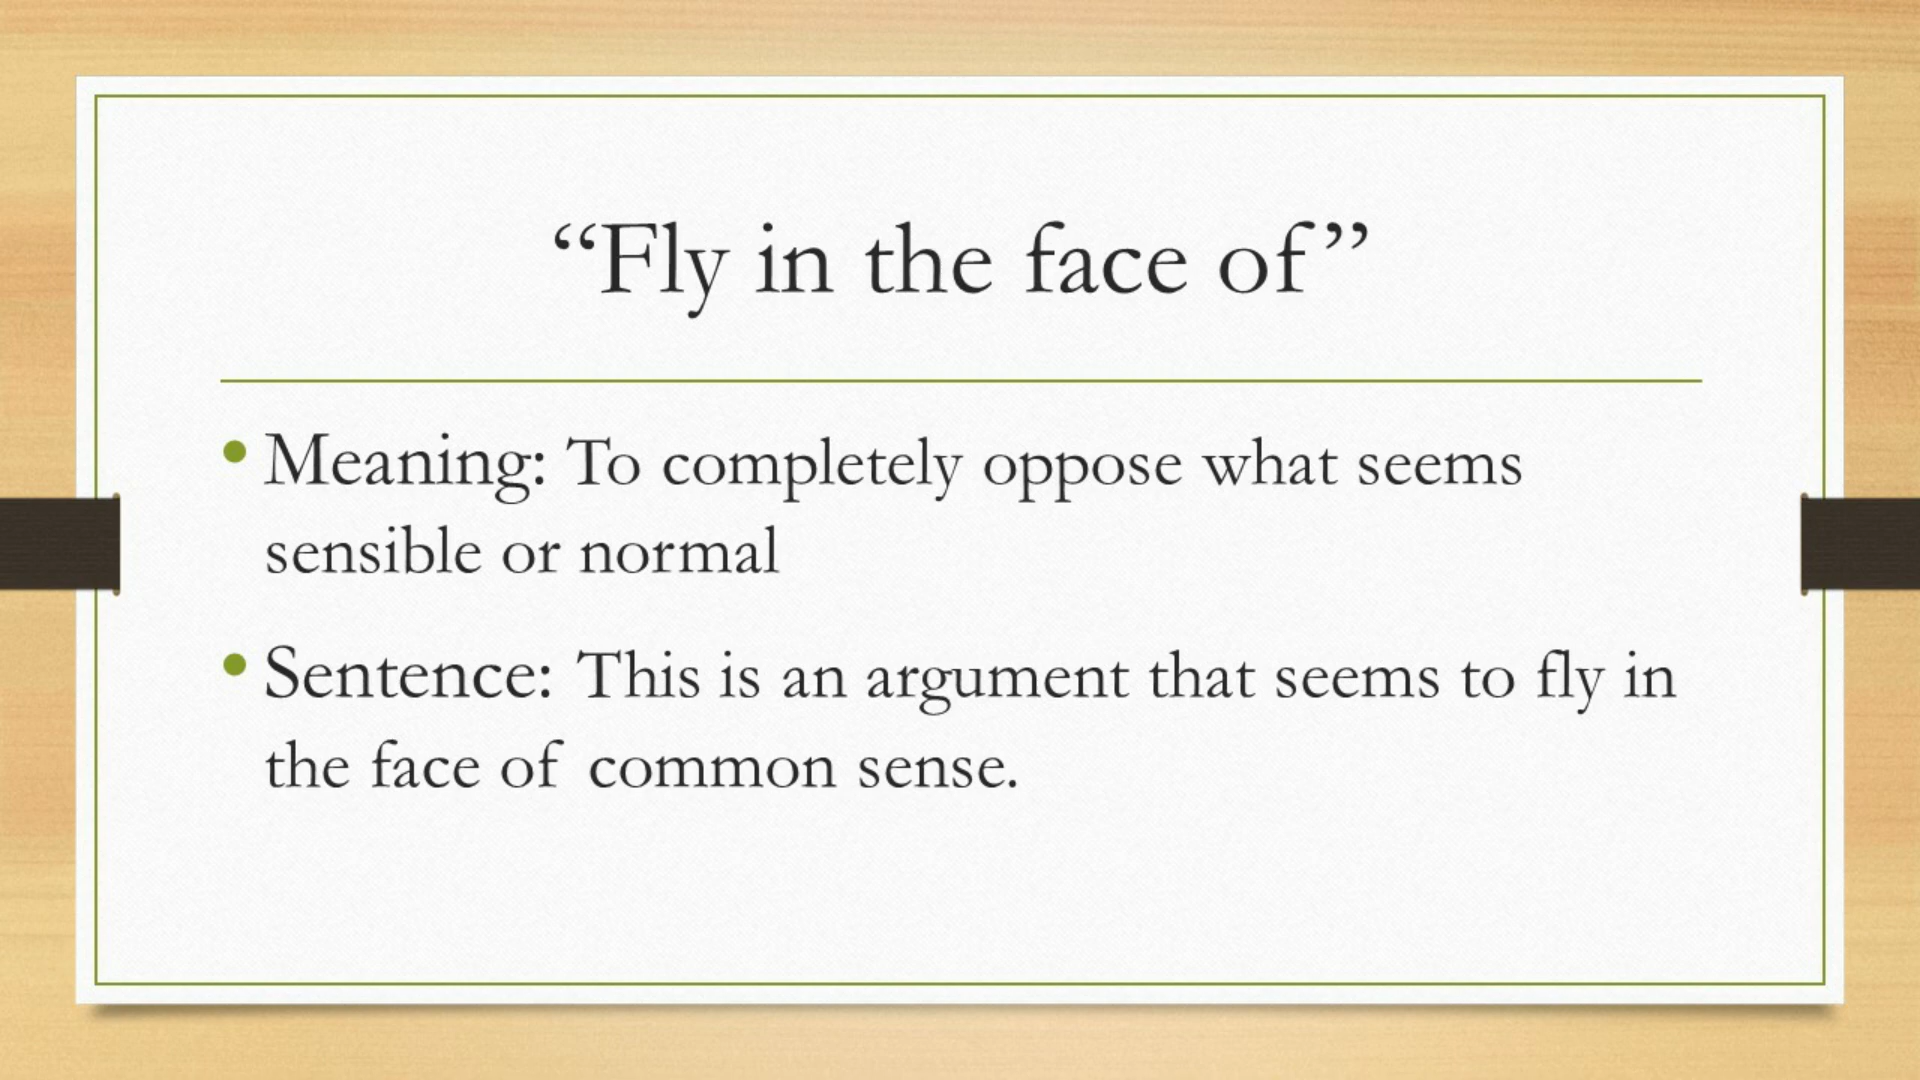 “Fly in the face of”
• Meaning: To completely oppose what seems
sensible or normal
• Sentence: This is an argument that seems to fly in
the face of common sense.